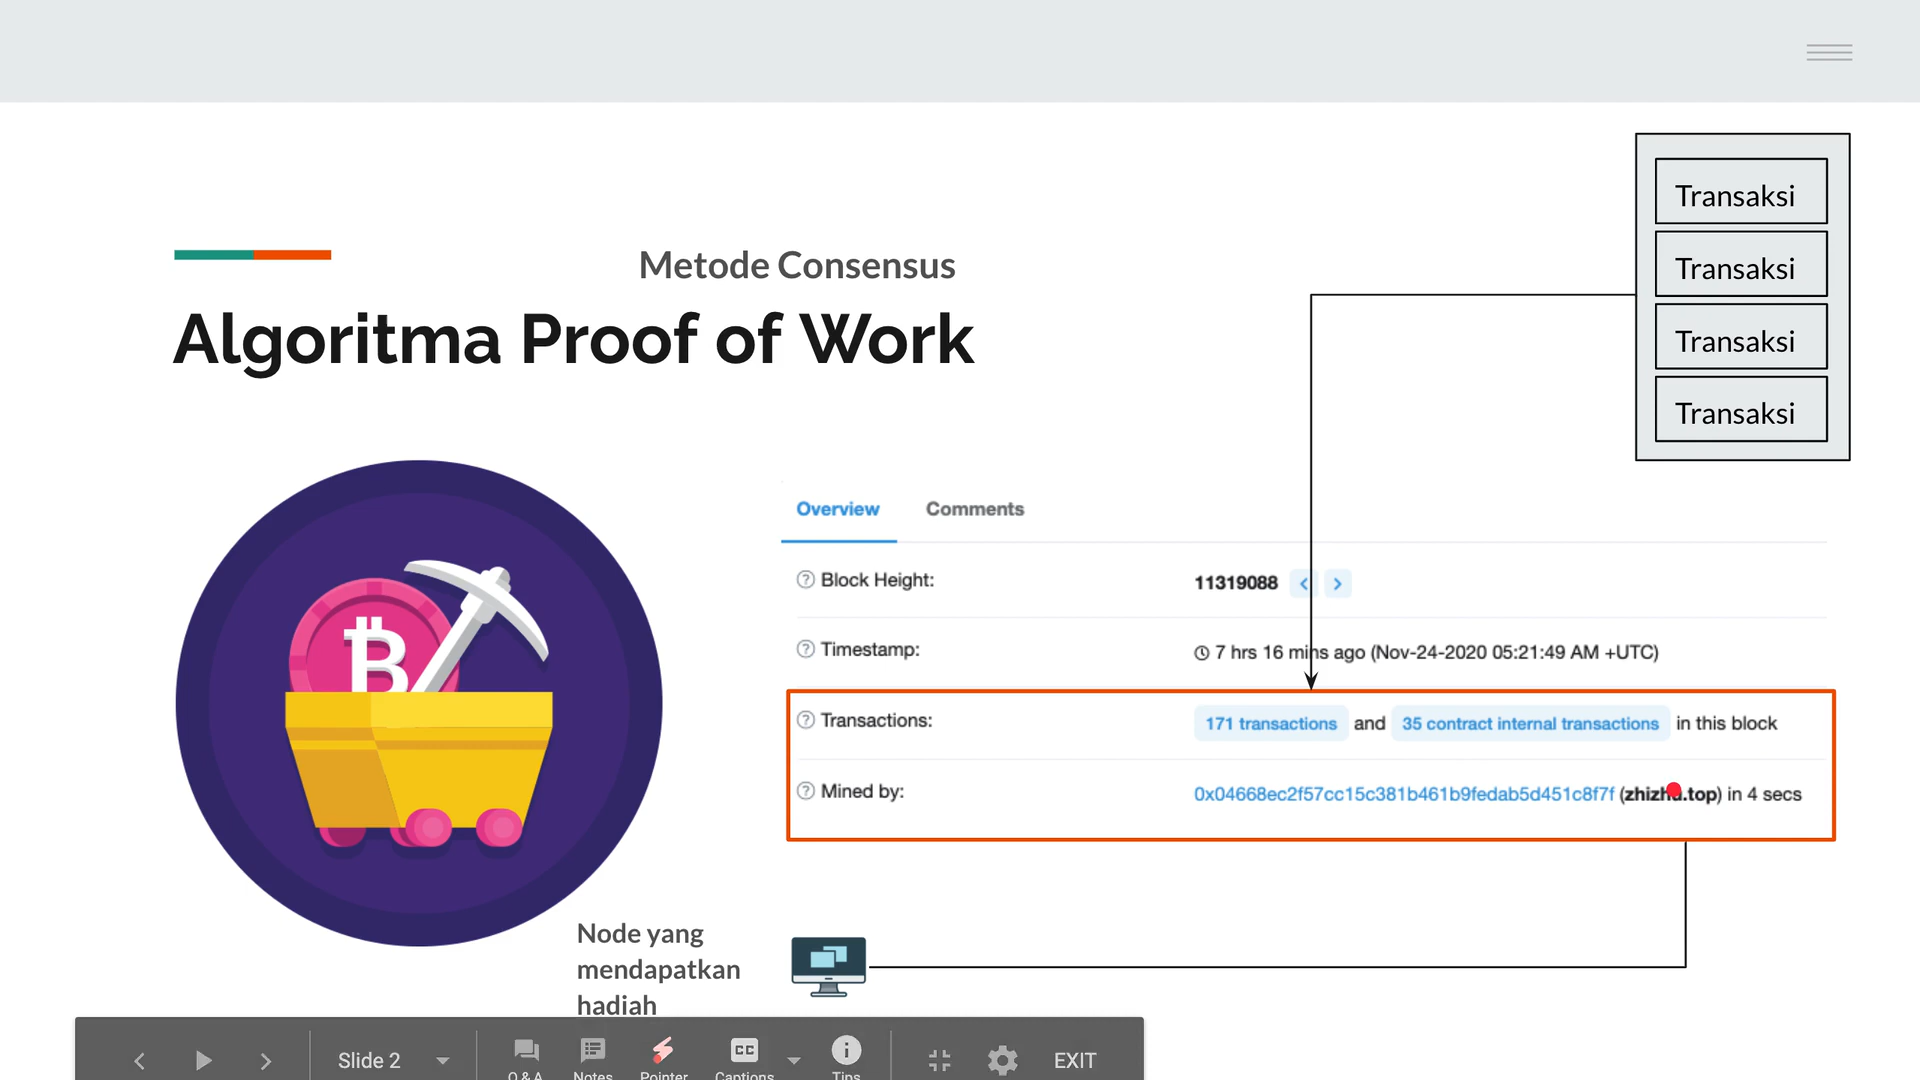 Transaksi
Transaksi
Transaksi
Transaksi
Metode Consensus
Algoritma Proof of Work
B
Overview Comments
Block Height: 11319088
Timestamp: 7 hrs 16 mins ago (Nov-24-2020 05:21:49 AM +UTC)
Transactions: 171 transactions and 35 contract internal transactions in this block
Mined by: 0x04668ec2f57cc15c381b461b9fedab5d451c8f7f (zhizhu.top) in 4 secs
Node yang
mendapatkan
hadiah
Slide 2
Q & A Notes Pointer CC Captions Tips
EXIT